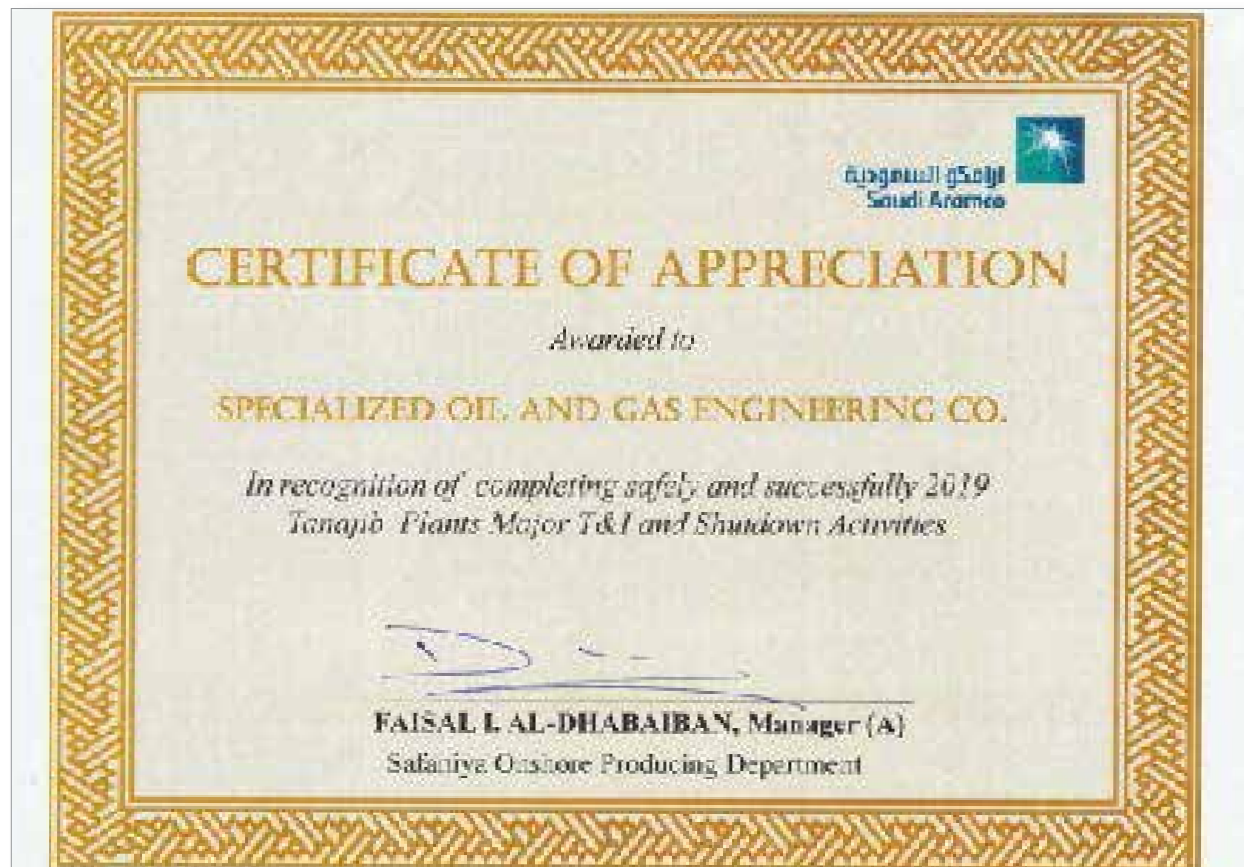 أرامكو السعودية
Saudi Aramco
CERTIFICATE OF APPRECIATION
Awarded to
SPECIALIZED OIL AND GAS ENGINEERING CO.
In recognition of completing safely and successfully 2019
Tanajib Plants Major T&I and Shutdown Activities
FAISAL I. AL-DHABAIBAN, Manager (A)
Safaniya Onshore Producing Department